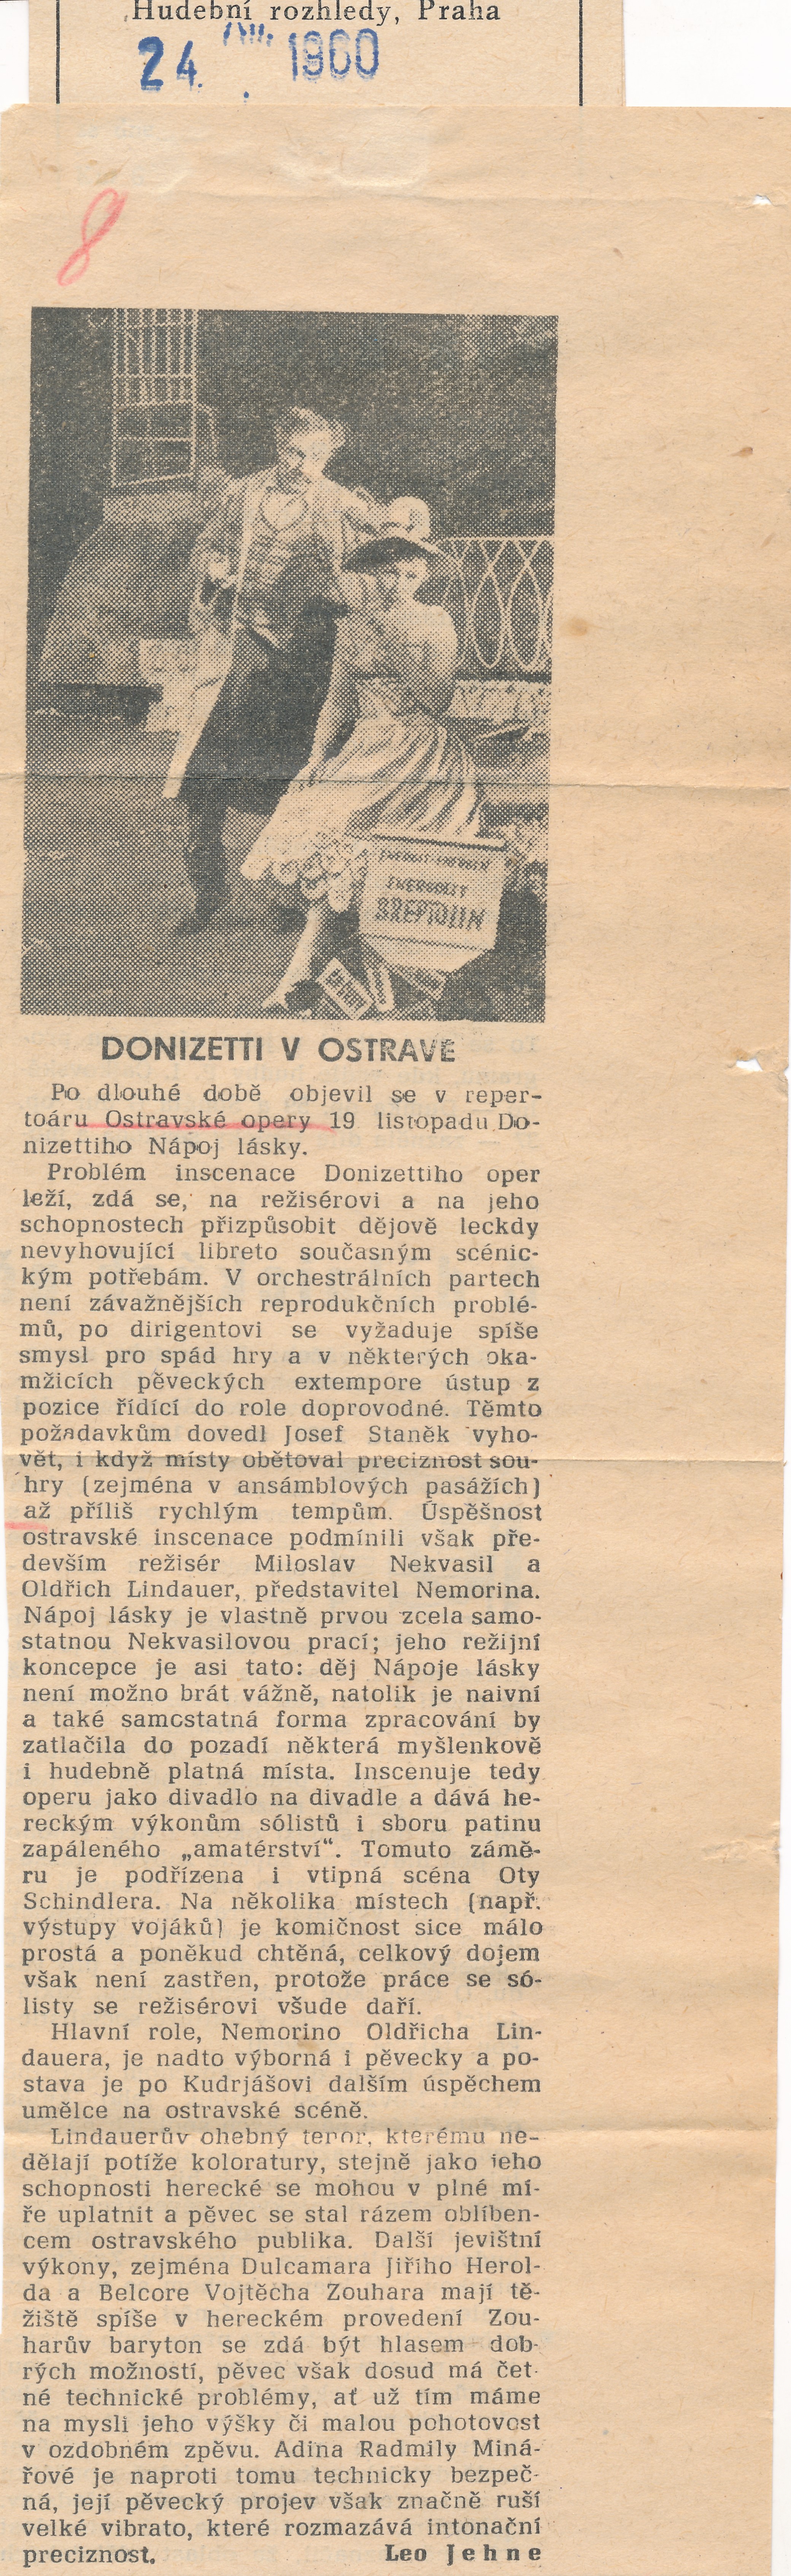 Hudební rozhledy, Praha
24. 1960
8
BREPTOLIN
DONIZETTI V OSTRAVĚ
Po dlouhé době objevil se v reper-
toáru Ostravské opery 19 listopadu Do-
nizettiho Nápoj lásky.
Problém inscenace Donizettiho oper
leží, zdá se, na režisérovi a na jeho
schopnostech přizpůsobit dějově leckdy
nevyhovující libreto současným scénic-
kým potřebám. V orchestrálních partech
není závažnějších reprodukčních problé-
mů, po dirigentovi se vyžaduje spíše
smysl pro spád hry a v některých oka-
mžicích pěveckých extempore ústup z
pozice řídící do role doprovodné. Těmto
požadavkům dovedl Josef Staněk vyho-
vět, i když místy obětoval preciznost sou-
hry (zejména v ansámblových pasážích)
až příliš rychlým tempům. Úspěšnost
ostravské inscenace podmínili však pře-
devším režisér Miloslav Nekvasil a
Oldřich Lindauer, představitel Nemorina.
Nápoj lásky je vlastně prvou zcela samo-
statnou Nekvasilovou prací; jeho režijní
koncepce je asi tato: děj Nápoje lásky
není možno brát vážně, natolik je naivní
a také samostatná forma zpracování by
zatlačila do pozadí některá myšlenkově
i hudebně platná místa. Inscenuje tedy
operu jako divadlo na divadle a dává he-
reckým výkonům sólistů i sboru patinu
zapáleného „amatérství“. Tomuto zámě-
ru je podřízena i vtipná scéna Oty
Schindlera. Na několika místech (např.
výstupy vojáků) je komičnost sice málo
prostá a poněkud chtěná, celkový dojem
však není zastřen, protože práce se só-
listy se režisérovi všude daří.
Hlavní role, Nemorino Oldřicha Lin-
dauera, je nadto výborná i pěvecky a po-
stava je po Kudrjášovi dalším úspěchem
umělce na ostravské scéně.
Lindauerův ohebný tenor, kterému ne-
dělají potíže koloratury, stejně jako jeho
schopnosti herecké se mohou v plné mí-
ře uplatnit a pěvec se stal rázem oblíben-
cem ostravského publika. Další jevištní
výkony, zejména Dulcamara Jiřího Herol-
da a Belcore Vojtěcha Zouhara mají tě-
žiště spíše v hereckém provedení Zou-
harův baryton se zdá být hlasem dob-
rých možností, pěvec však dosud má čet-
né technické problémy, ať už tím máme
na mysli jeho výšky či malou pohotovost
v ozdobném zpěvu. Adina Radmily Miná-
řové je naproti tomu technicky bezpeč-
ná, její pěvecký projev však značně ruší
velké vibrato, které rozmazává intonační
preciznost. Leo Jehne